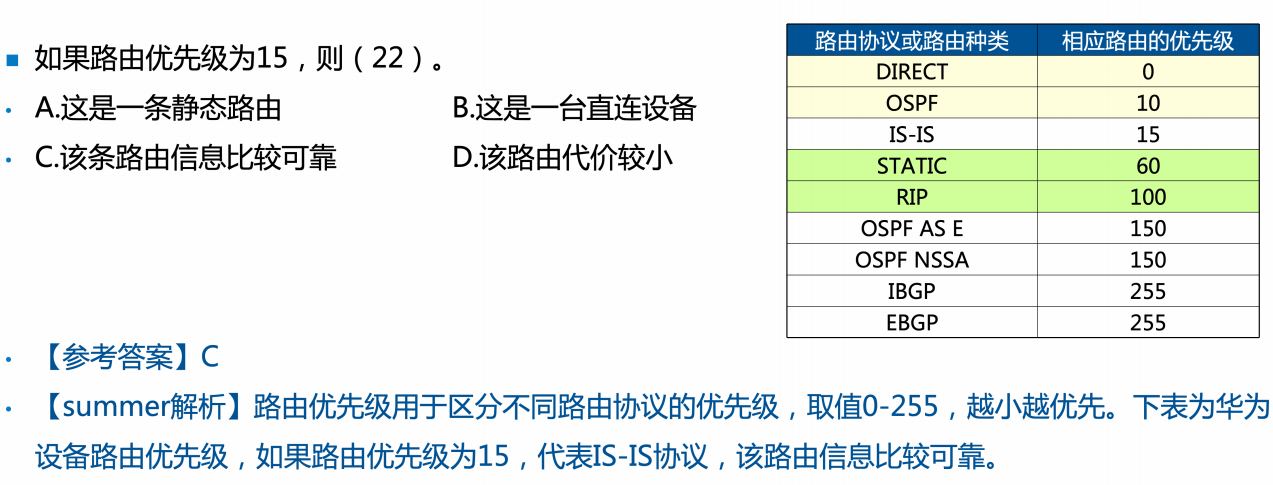 如果路由优先级为15，则（22）。
A.这是一条静态路由 B.这是一台直连设备
C.该条路由信息比较可靠 D.该路由代价较小
路由协议或路由种类 相应路由的优先级
DIRECT 0
OSPF 10
IS-IS 15
STATIC 60
RIP 100
OSPF AS E 150
OSPF NSSA 150
IBGP 255
EBGP 255
【参考答案】C
【summer解析】路由优先级用于区分不同路由协议的优先级，取值0-255，越小越优先。下表为华为
设备路由优先级，如果路由优先级为15，代表IS-IS协议，该路由信息比较可靠。